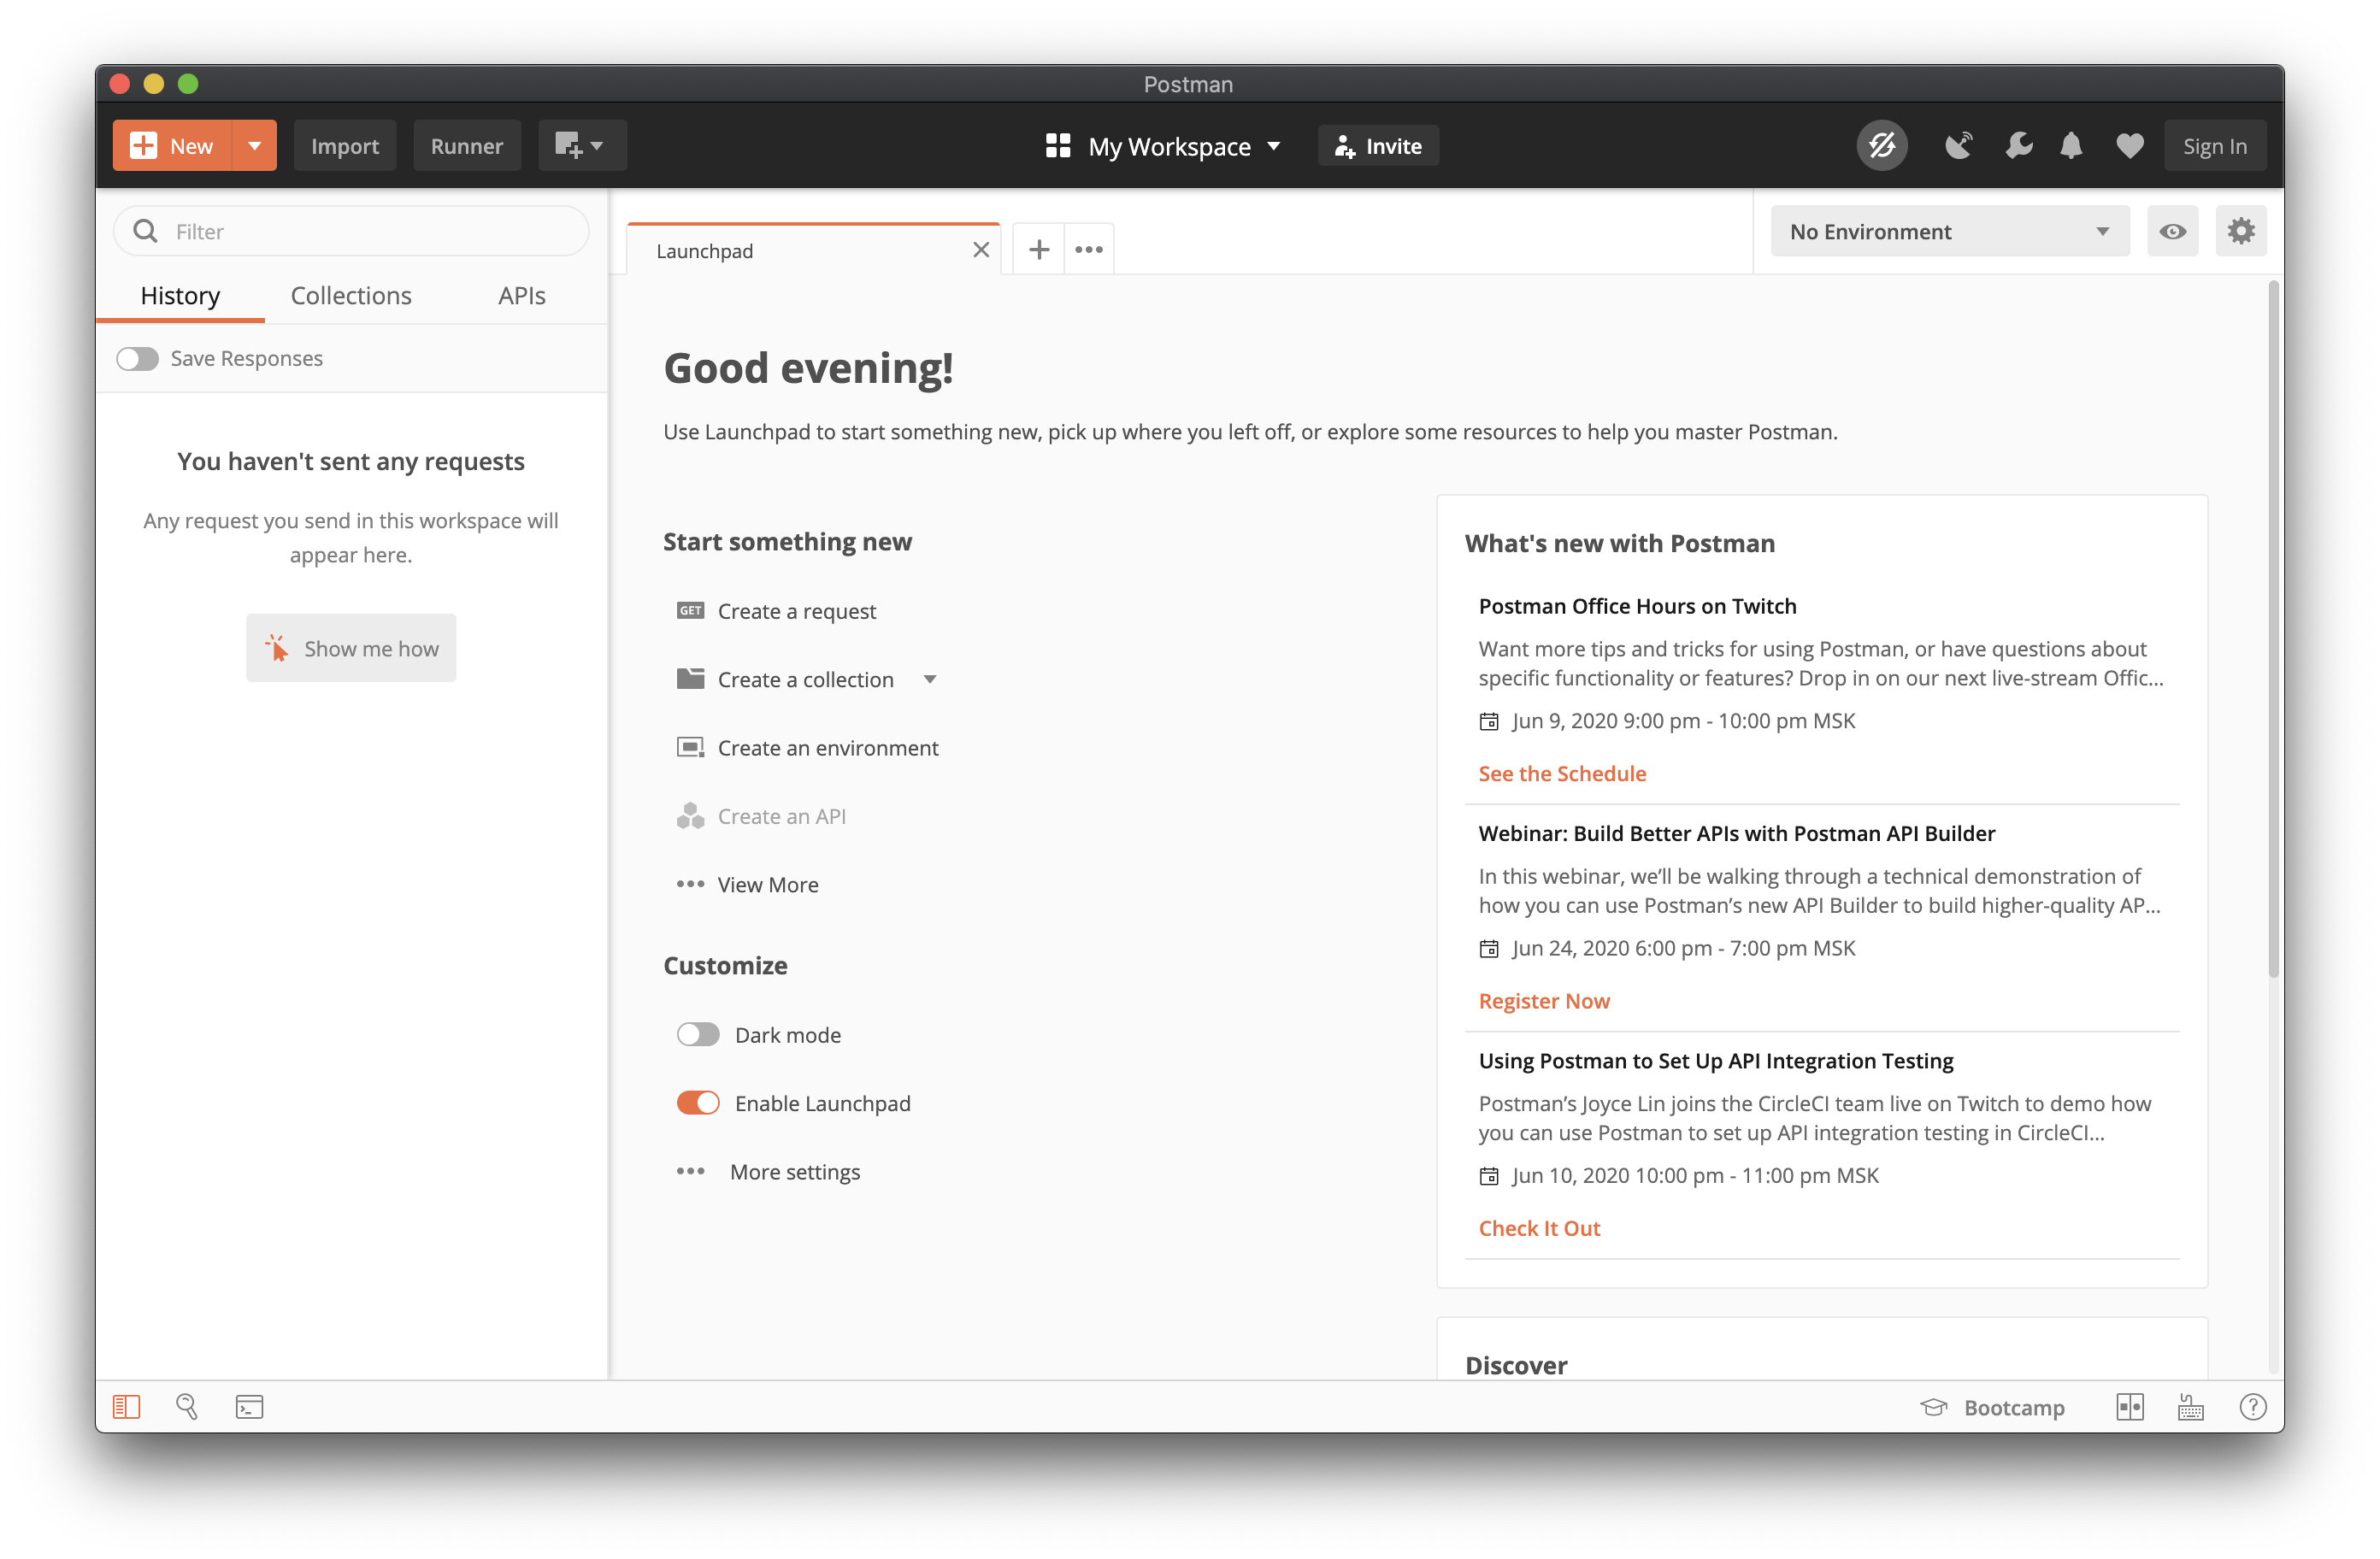 Postman
New
Import
Runner
My Workspace
Invite
Sign In
Filter
History
Collections
APIs
Save Responses
You haven't sent any requests
Any request you send in this workspace will
appear here.
Show me how
Launchpad
No Environment
Good evening!
Use Launchpad to start something new, pick up where you left off, or explore some resources to help you master Postman.
Start something new
GET Create a request
Create a collection
Create an environment
Create an API
View More
Customize
Dark mode
Enable Launchpad
More settings
What's new with Postman
Postman Office Hours on Twitch
Want more tips and tricks for using Postman, or have questions about
specific functionality or features? Drop in on our next live-stream Offic...
Jun 9, 2020 9:00 pm - 10:00 pm MSK
See the Schedule
Webinar: Build Better APIs with Postman API Builder
In this webinar, we’ll be walking through a technical demonstration of
how you can use Postman’s new API Builder to build higher-quality AP...
Jun 24, 2020 6:00 pm - 7:00 pm MSK
Register Now
Using Postman to Set Up API Integration Testing
Postman’s Joyce Lin joins the CircleCI team live on Twitch to demo how
you can use Postman to set up API integration testing in CircleCI...
Jun 10, 2020 10:00 pm - 11:00 pm MSK
Check It Out
Discover
Bootcamp